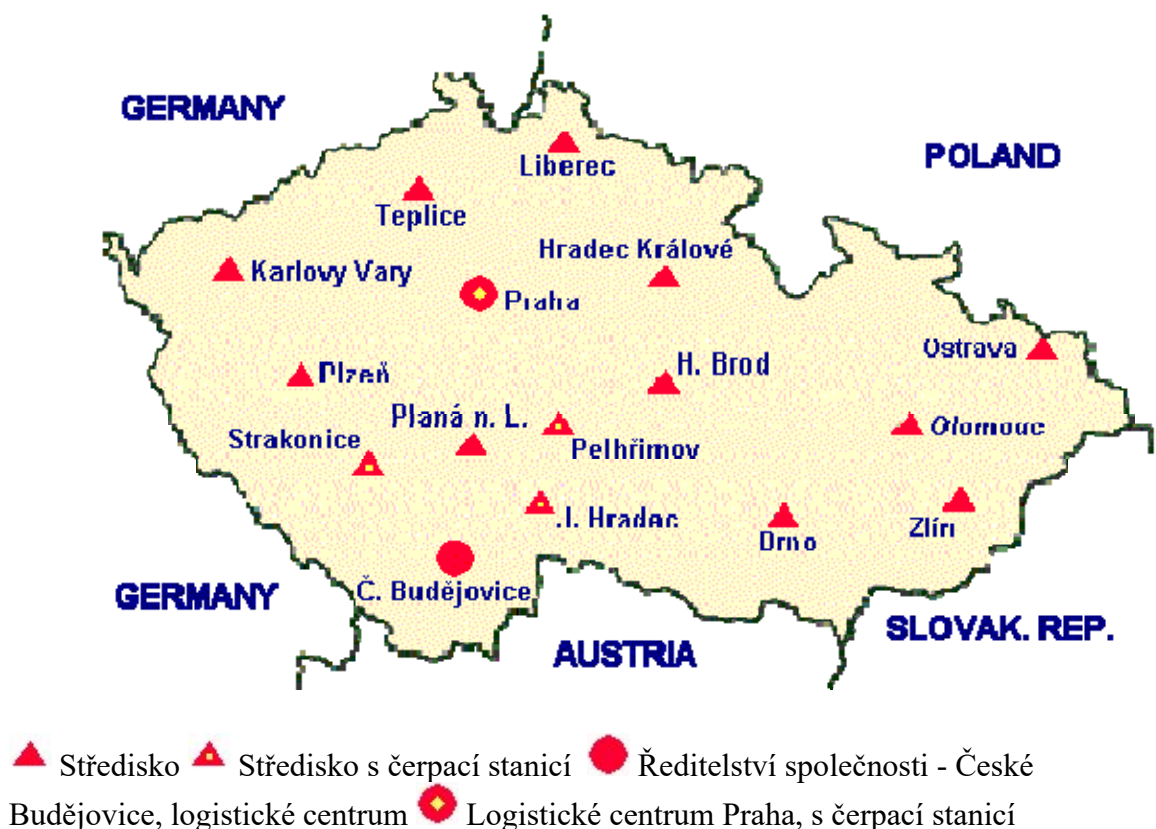 GERMANY
POLAND
Liberec
Teplice
Hradec Králové
Karlovy Vary
Praha
Ostrava
H. Brod
Plzeň
Planá n. L.
Olomouc
Strakonice
Pelhřimov
J. Hradec
Zlín
Brno
Č. Budějovice
GERMANY
SLOVAK. REP.
AUSTRIA
Středisko Středisko s čerpací stanicí Ředitelství společnosti - České
Budějovice, logistické centrum Logistické centrum Praha, s čerpací stanicí